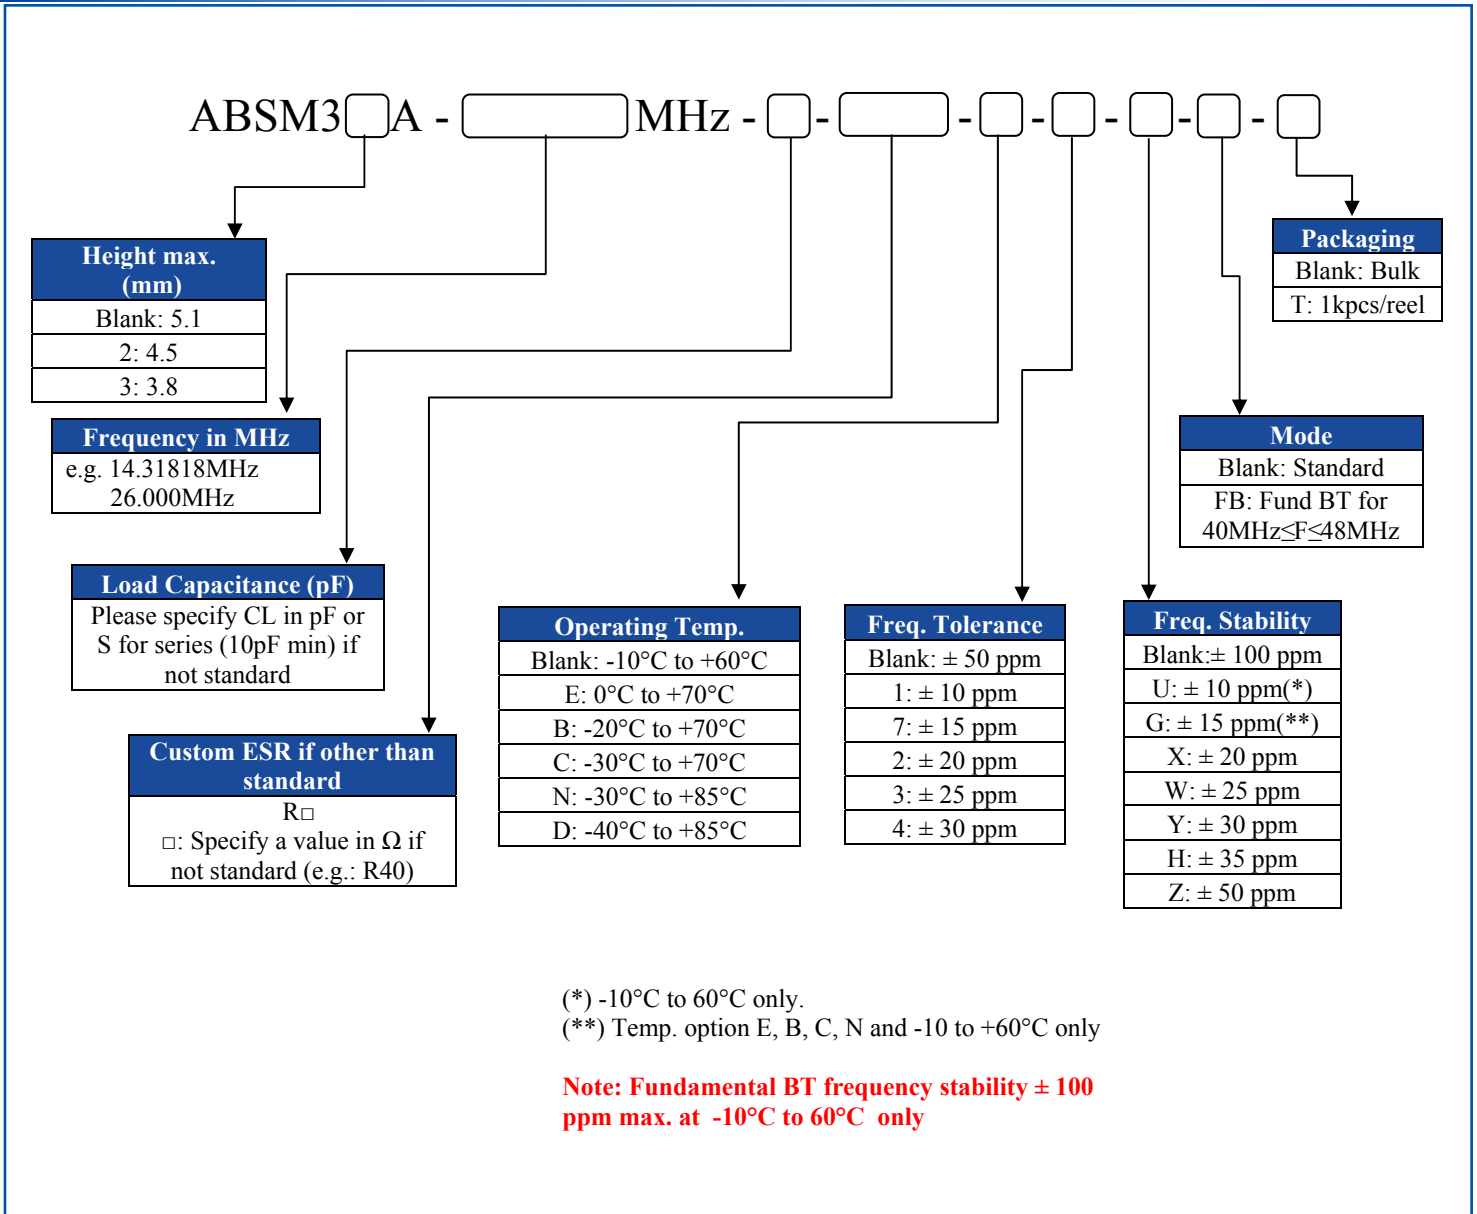 ABSM3□A - □MHz - □ - □ - □ - □ - □ - □ - □
Height max.
(mm)
Blank: 5.1
2: 4.5
3: 3.8
Frequency in MHz
e.g. 14.31818MHz
26.000MHz
Load Capacitance (pF)
Please specify CL in pF or
S for series (10pF min) if
not standard
Custom ESR if other than
standard
R□
□: Specify a value in Ω if
not standard (e.g.: R40)
Operating Temp.
Blank: -10°C to +60°C
E: 0°C to +70°C
B: -20°C to +70°C
C: -30°C to +70°C
N: -30°C to +85°C
D: -40°C to +85°C
Freq. Tolerance
Blank: ± 50 ppm
1: ± 10 ppm
7: ± 15 ppm
2: ± 20 ppm
3: ± 25 ppm
4: ± 30 ppm
Freq. Stability
Blank:± 100 ppm
U: ± 10 ppm(*)
G: ± 15 ppm(**)
X: ± 20 ppm
W: ± 25 ppm
Y: ± 30 ppm
H: ± 35 ppm
Z: ± 50 ppm
Mode
Blank: Standard
FB: Fund BT for
40MHz≤F≤48MHz
Packaging
Blank: Bulk
T: 1kpcs/reel
(*) -10°C to 60°C only.
(**) Temp. option E, B, C, N and -10 to +60°C only
Note: Fundamental BT frequency stability ± 100
ppm max. at -10°C to 60°C only